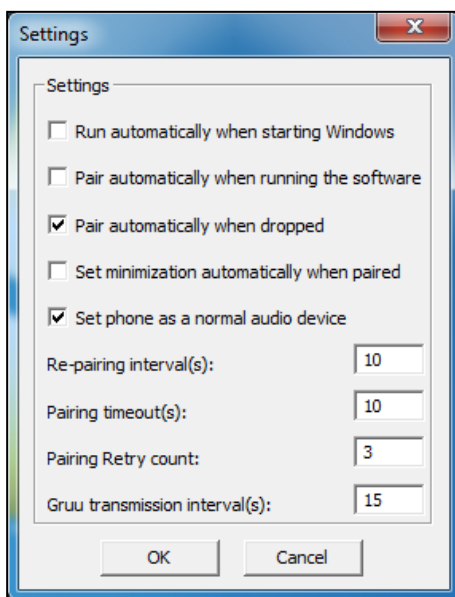 Settings
Settings
Run automatically when starting Windows
Pair automatically when running the software
Pair automatically when dropped
Set minimization automatically when paired
Set phone as a normal audio device
Re-pairing interval(s): 10
Pairing timeout(s): 10
Pairing Retry count: 3
Gruu transmission interval(s): 15
OK Cancel